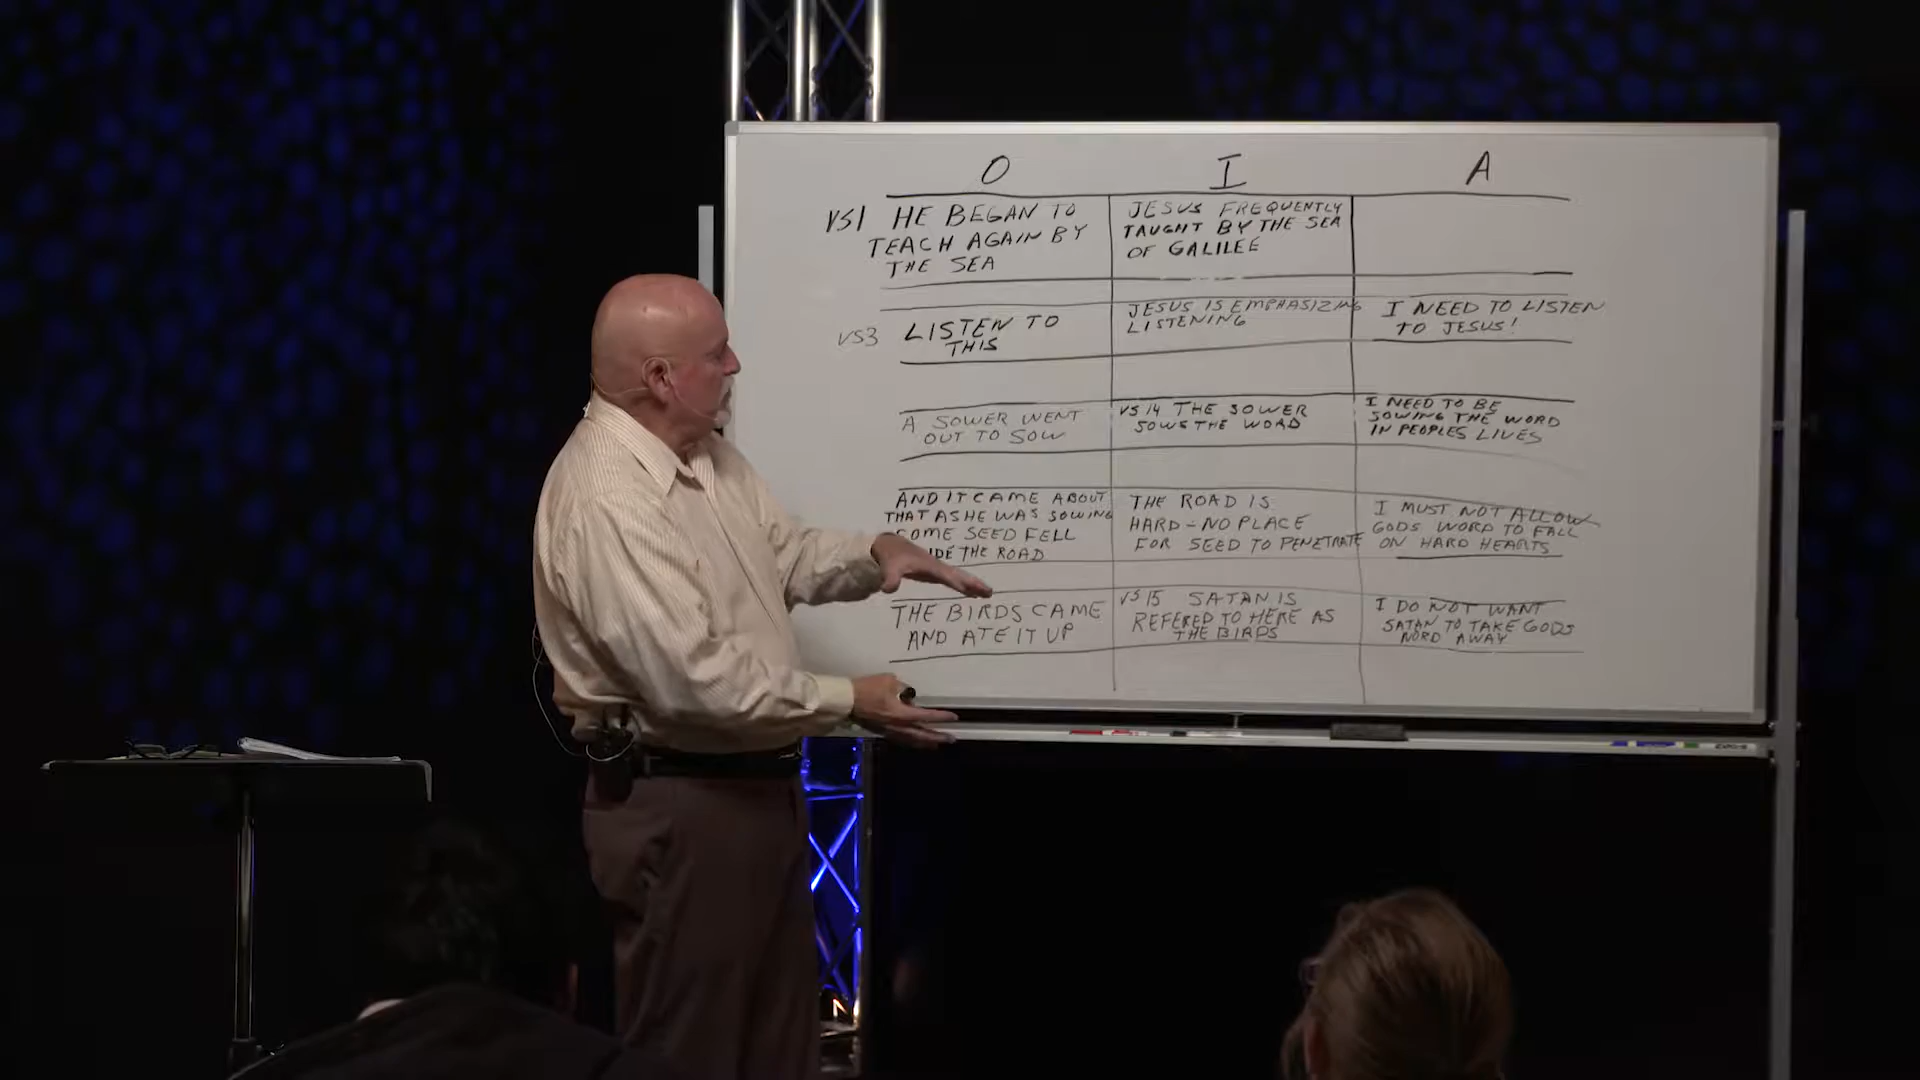 O I A
VS1 HE BEGAN TO
TEACH AGAIN BY
THE SEA
JESUS FREQUENTLY
TAUGHT BY THE SEA
OF GALILEE
VS3 LISTEN TO
THIS
JESUS IS EMPHASIZING
LISTENING
I NEED TO LISTEN
TO JESUS!
A SOWER WENT
OUT TO SOW
VS 14 THE SOWER
SOWS THE WORD
I NEED TO BE
SOWING THE WORD
IN PEOPLES LIVES
AND IT CAME ABOUT
THAT AS HE WAS SOWING
SOME SEED FELL
THE ROAD
THE ROAD IS
HARD - NO PLACE
FOR SEED TO PENETRATE
I MUST NOT ALLOW
GODS WORD TO FALL
ON HARD HEARTS
THE BIRDS CAME
AND ATE IT UP
VS 15 SATAN IS
REFERED TO HERE AS
THE BIRDS
I DO NOT WANT
SATAN TO TAKE GODS
WORD AWAY